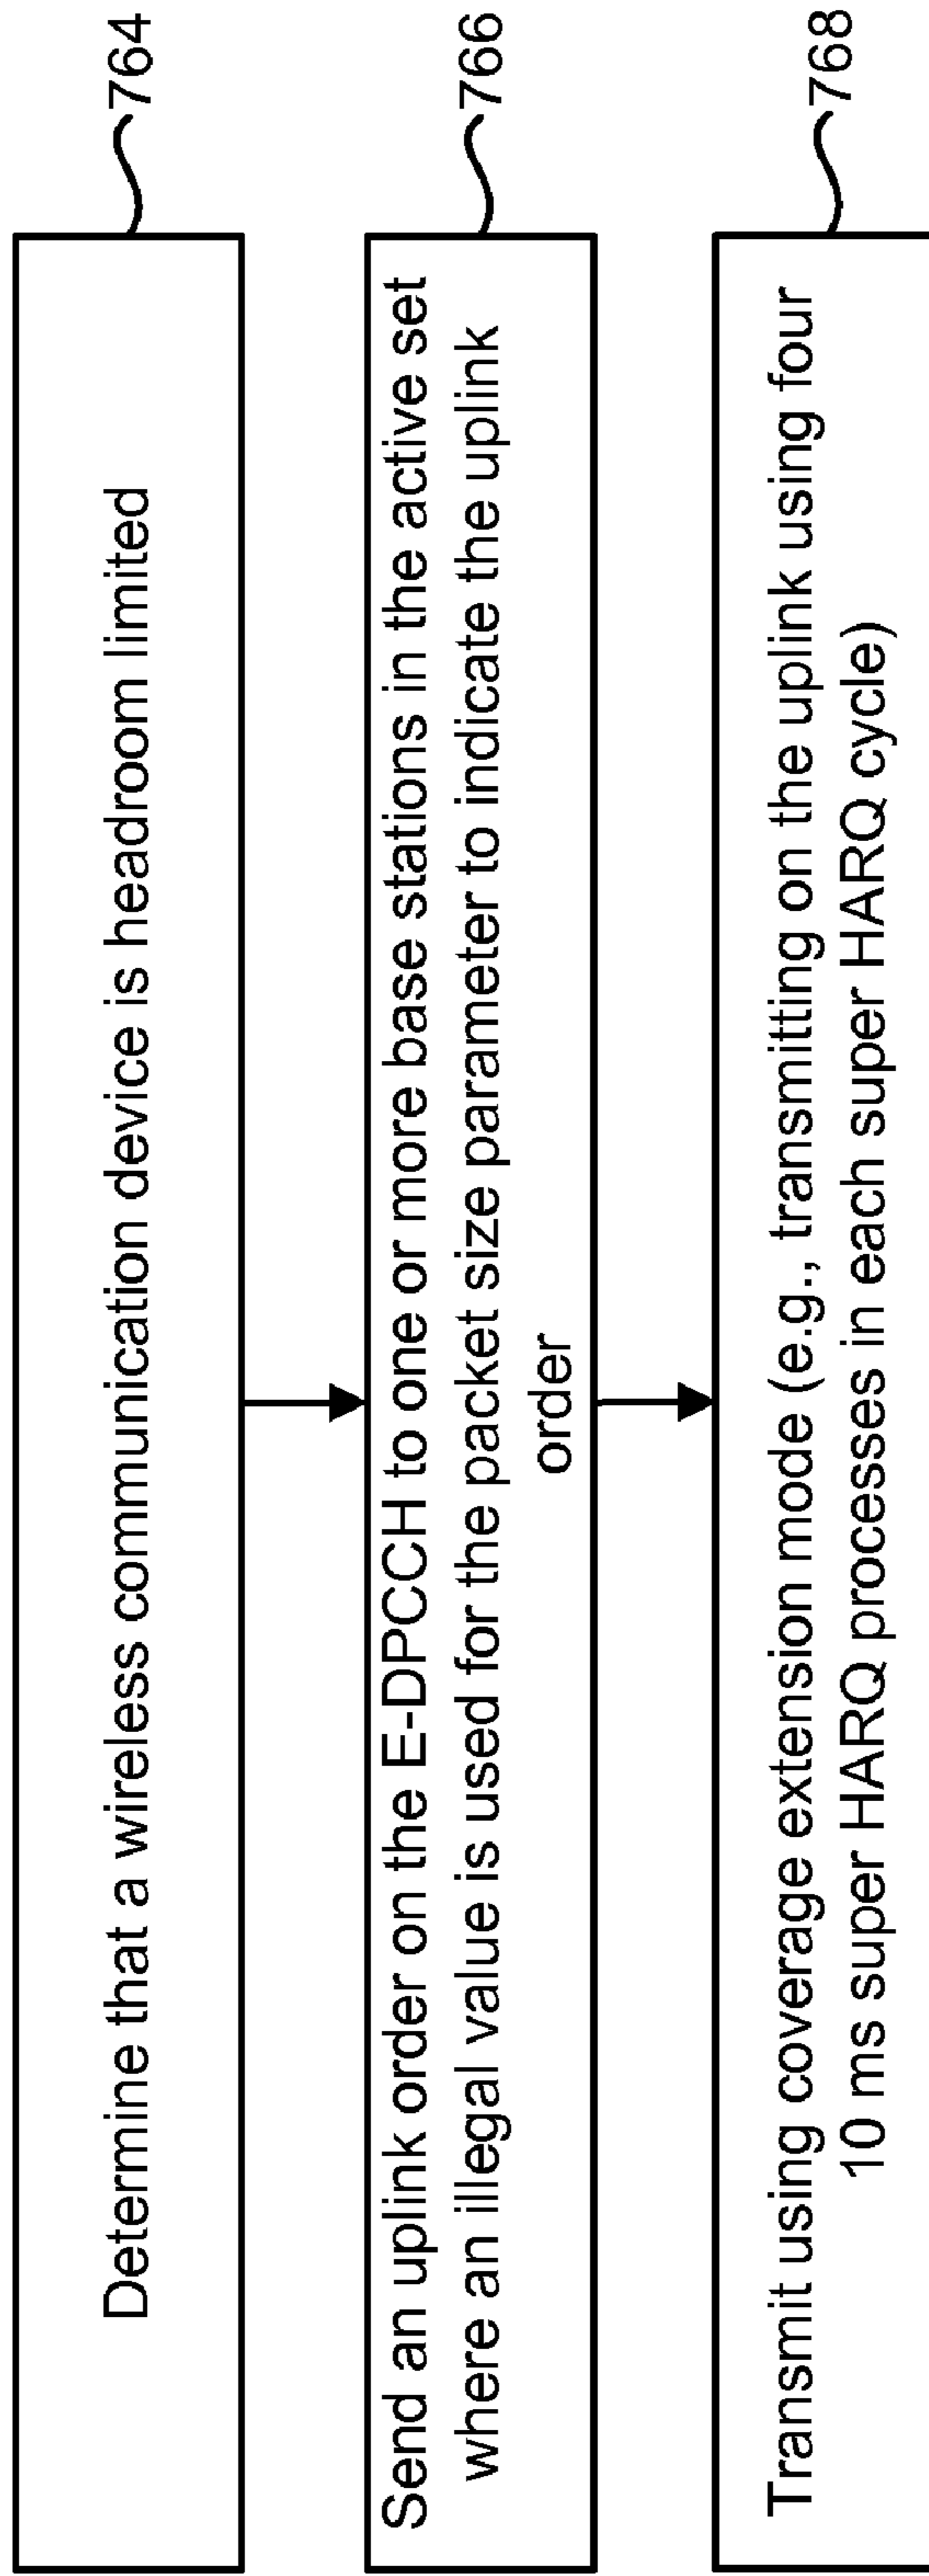 Determine that a wireless communication device is headroom limited
764
Send an uplink order on the E-DPCCH to one or more base stations in the active set
where an illegal value is used for the packet size parameter to indicate the uplink
order
766
Transmit using coverage extension mode (e.g., transmitting on the uplink using four
10 ms super HARQ processes in each super HARQ cycle)
768